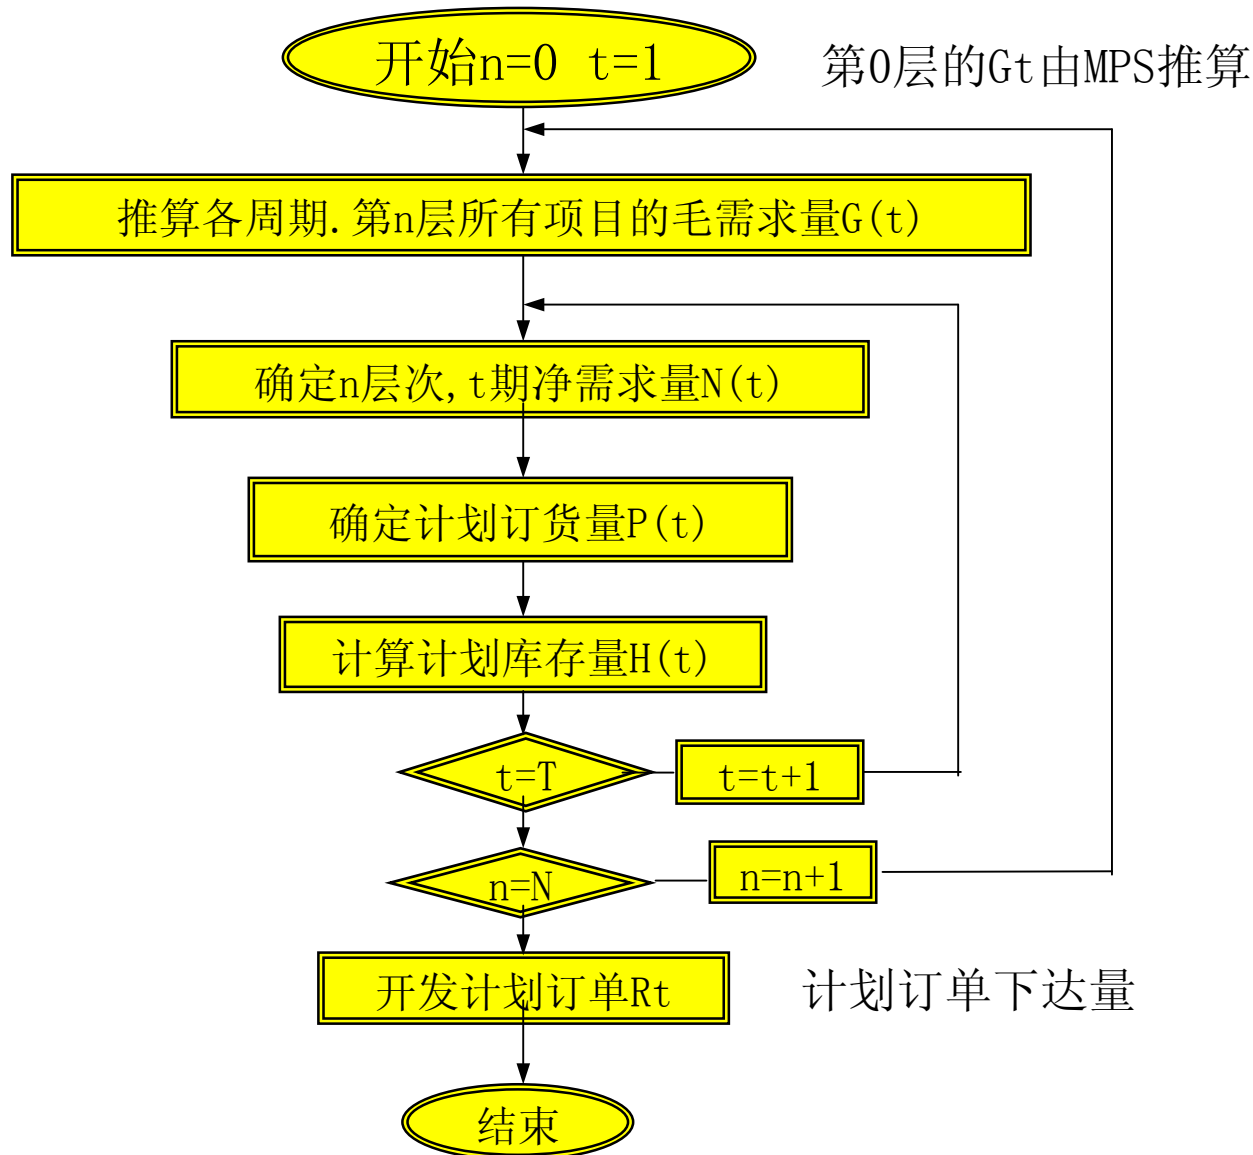 开始n=0 t=1
第0层的Gt由MPS推算
推算各周期.第n层所有项目的毛需求量G(t)
确定n层次,t期净需求量N(t)
确定计划订货量P(t)
计算计划库存量H(t)
t=T
t=t+1
n=N
n=n+1
开发计划订单Rt
计划订单下达量
结束